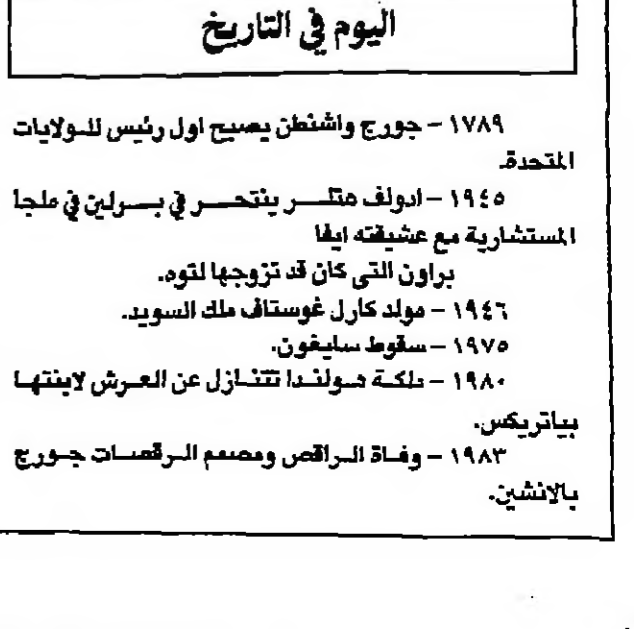 اليوم في التاريخ
١٧٨٩ – جورج واشنطن يصبح اول رئيس للولايات
المتحدة.
١٩٤٥ – ادولف هتلر ينتحر في برلين في ملجا
المستشارية مع عشيقته ايفا
براون التي كان قد تزوجها لتوه.
١٩٤٦ – مولد كارل غوستاف ملك السويد.
١٩٧٥ – سقوط سايغون.
١٩٨٠ – ملكة هولندا تتنازل عن العرش لابنتها
بياتريكس.
١٩٨٣ – وفاة الراقص ومصمم الرقصات جورج
بالانشين.